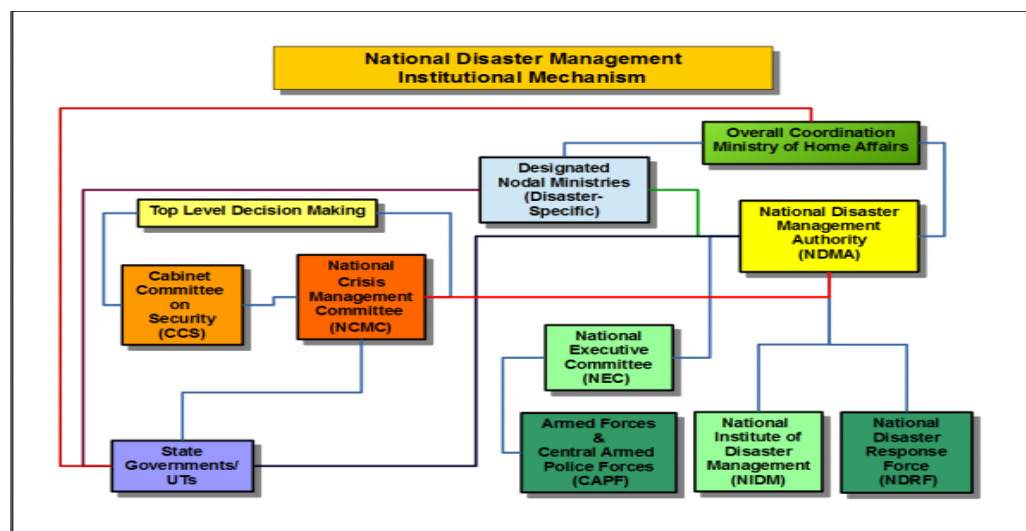 National Disaster Management
Institutional Mechanism
Overall Coordination
Ministry of Home Affairs
Designated
Nodal Ministries
(Disaster-
Specific)
Top Level Decision Making
National Disaster
Management
Authority
(NDMA)
Cabinet
Committee
on
Security
(CCS)
National
Crisis
Management
Committee
(NCMC)
National
Executive
Committee
(NEC)
State
Governments/
UTs
Armed Forces
&
Central Armed
Police Forces
(CAPF)
National
Institute of
Disaster
Management
(NIDM)
National
Disaster
Response
Force
(NDRF)